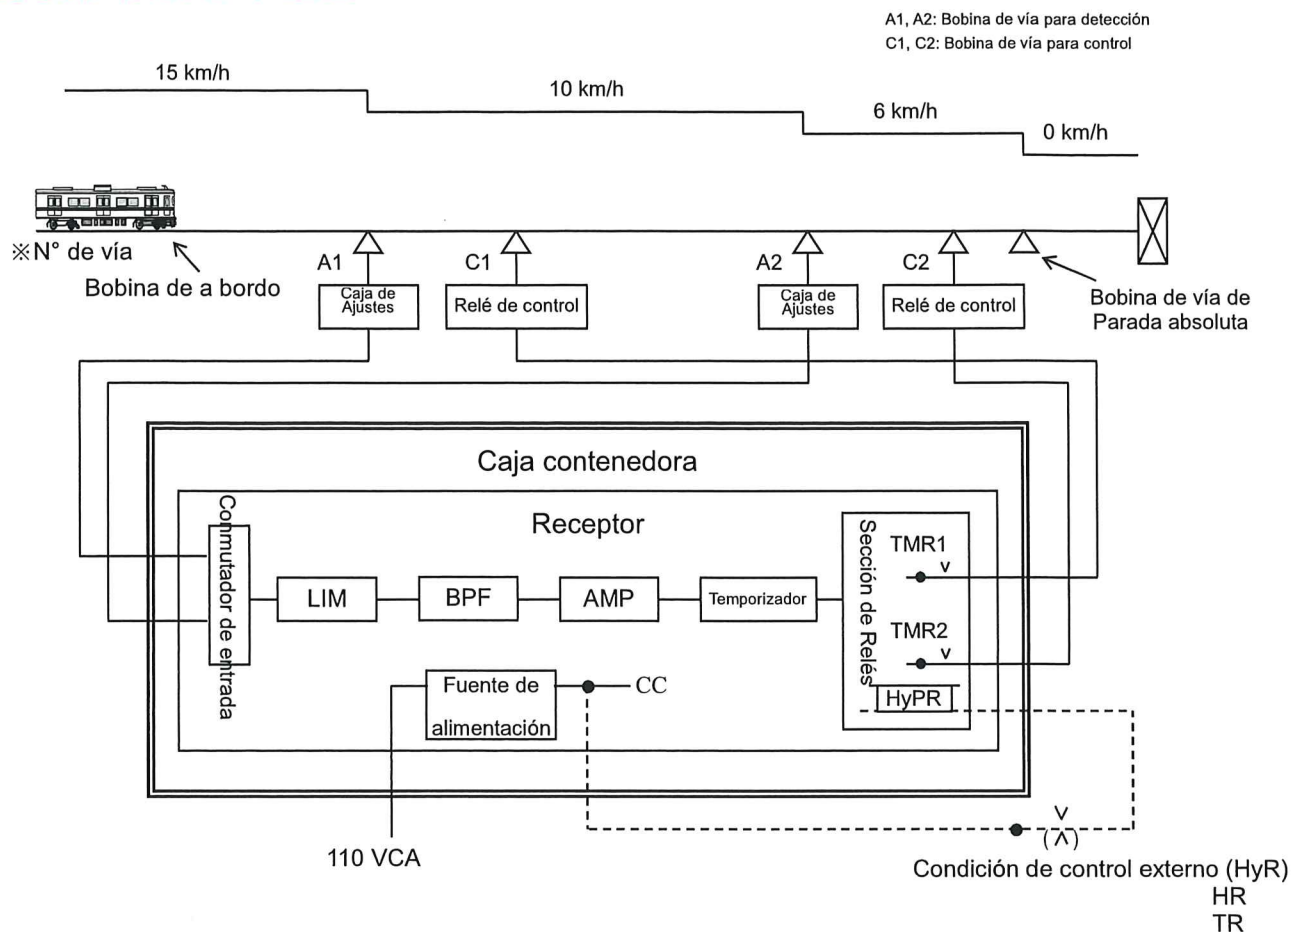 A1, A2: Bobina de vía para detección
C1, C2: Bobina de vía para control
15 km/h
10 km/h
6 km/h
0 km/h
※N° de vía
Bobina de a bordo
A1
C1
A2
C2
Caja de
Ajustes
Relé de control
Caja de
Ajustes
Relé de control
Bobina de vía de
Parada absoluta
Caja contenedora
Receptor
Conmutador de entrada
LIM
BPF
AMP
Temporizador
Sección de Relés
TMR1
TMR2
HyPR
Fuente de
alimentación
CC
110 VCA
Condición de control externo (HyR)
HR
TR